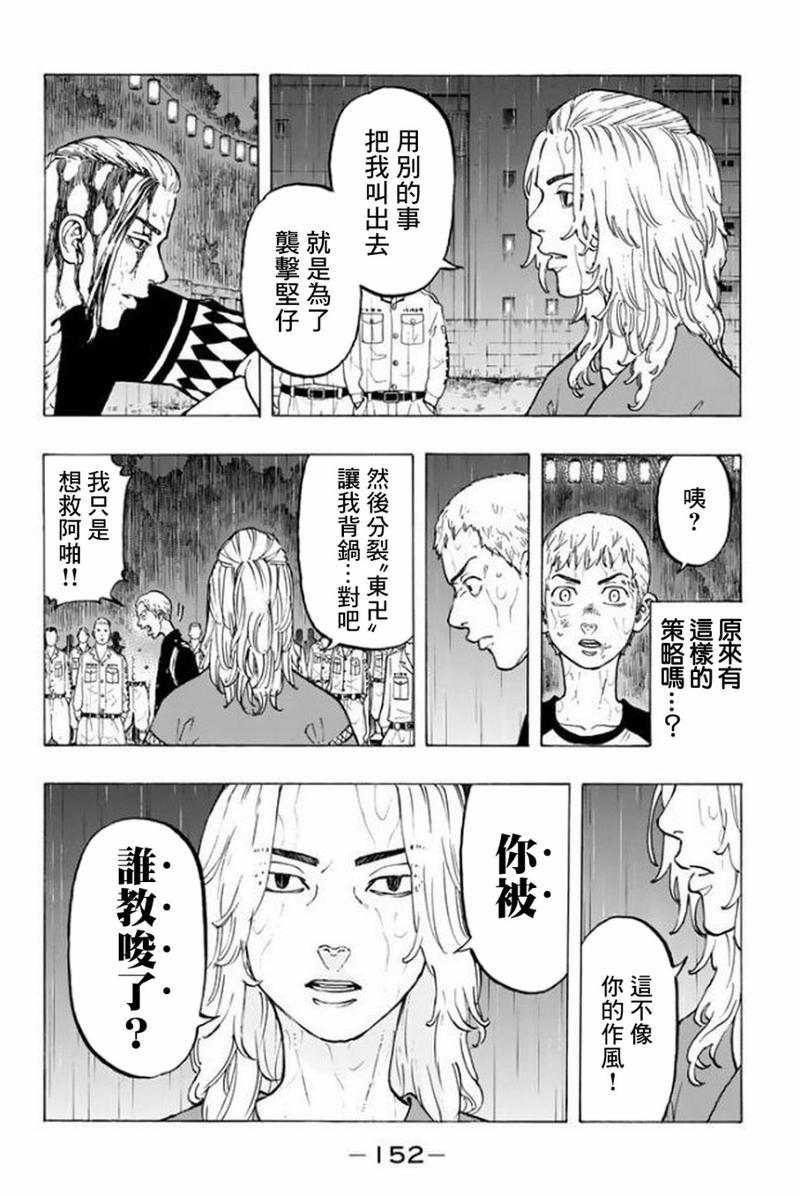 用別的事
把我叫出去
就是為了
襲擊堅仔
咦?
原來有
這樣的
策略嗎…?
然後分裂"東卍"
讓我背鍋…對吧
我只是
想救阿啪!!
這不像
你的作風!
你被
誰教唆了?
－152－